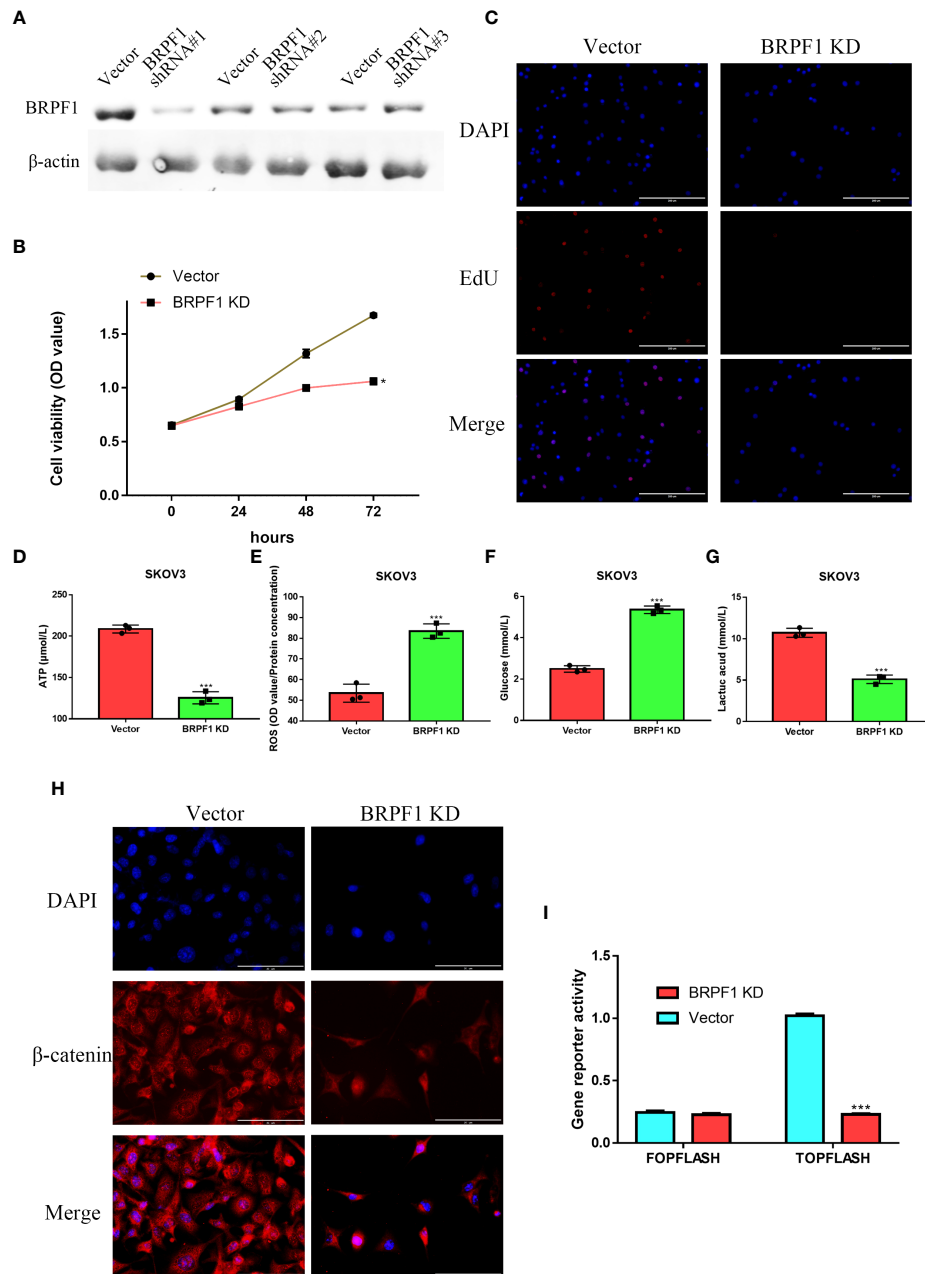 A
Vector
BRPF1
shRNA#1
Vector
BRPF1
shRNA#2
Vector
BRPF1
shRNA#3
BRPF1
β-actin
B
Vector
BRPF1 KD
Cell viability (OD value)
1.5
1.0
0.5
0.0
0 24 48 72
hours
*
C
Vector BRPF1 KD
DAPI
EdU
Merge
D
SKOV3
ATP (μmol/L)
250
200
150
100
***
Vector BRPF1 KD
E
SKOV3
ROS (OD value/Protein concentration)
100
90
80
70
60
50
40
***
Vector BRPF1 KD
F
SKOV3
Glucose (mmol/L)
6
4
2
0
***
Vector BRPF1 KD
G
SKOV3
Lactuc acud (mmol/L)
15
10
5
0
***
Vector BRPF1 KD
H
Vector BRPF1 KD
DAPI
β-catenin
Merge
I
Gene reporter activity
1.5
1.0
0.5
0.0
BRPF1 KD
Vector
***
FOPFLASH TOPFLASH